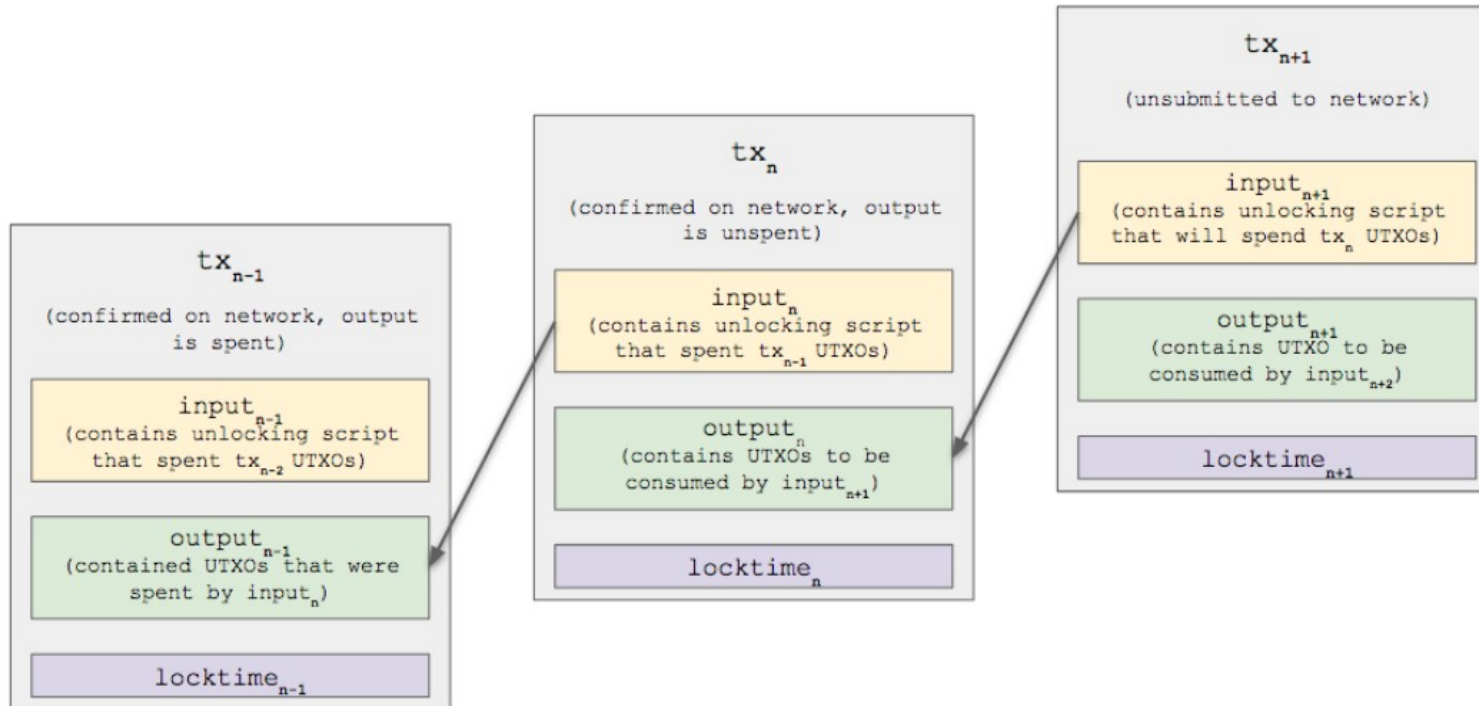 tx n-1
(confirmed on network, output
is spent)
input n-1
(contains unlocking script
that spent tx n-2 UTXOs)
output n-1
(contained UTXOs that were
spent by input n)
locktime n-1
tx n
(confirmed on network, output
is unspent)
input n
(contains unlocking script
that spent tx n-1 UTXOs)
output n
(contains UTXOs to be
consumed by input n+1)
locktime n
tx n+1
(unsubmitted to network)
input n+1
(contains unlocking script
that will spend tx n UTXOs)
output n+1
(contains UTXO to be
consumed by input n+2)
locktime n+1